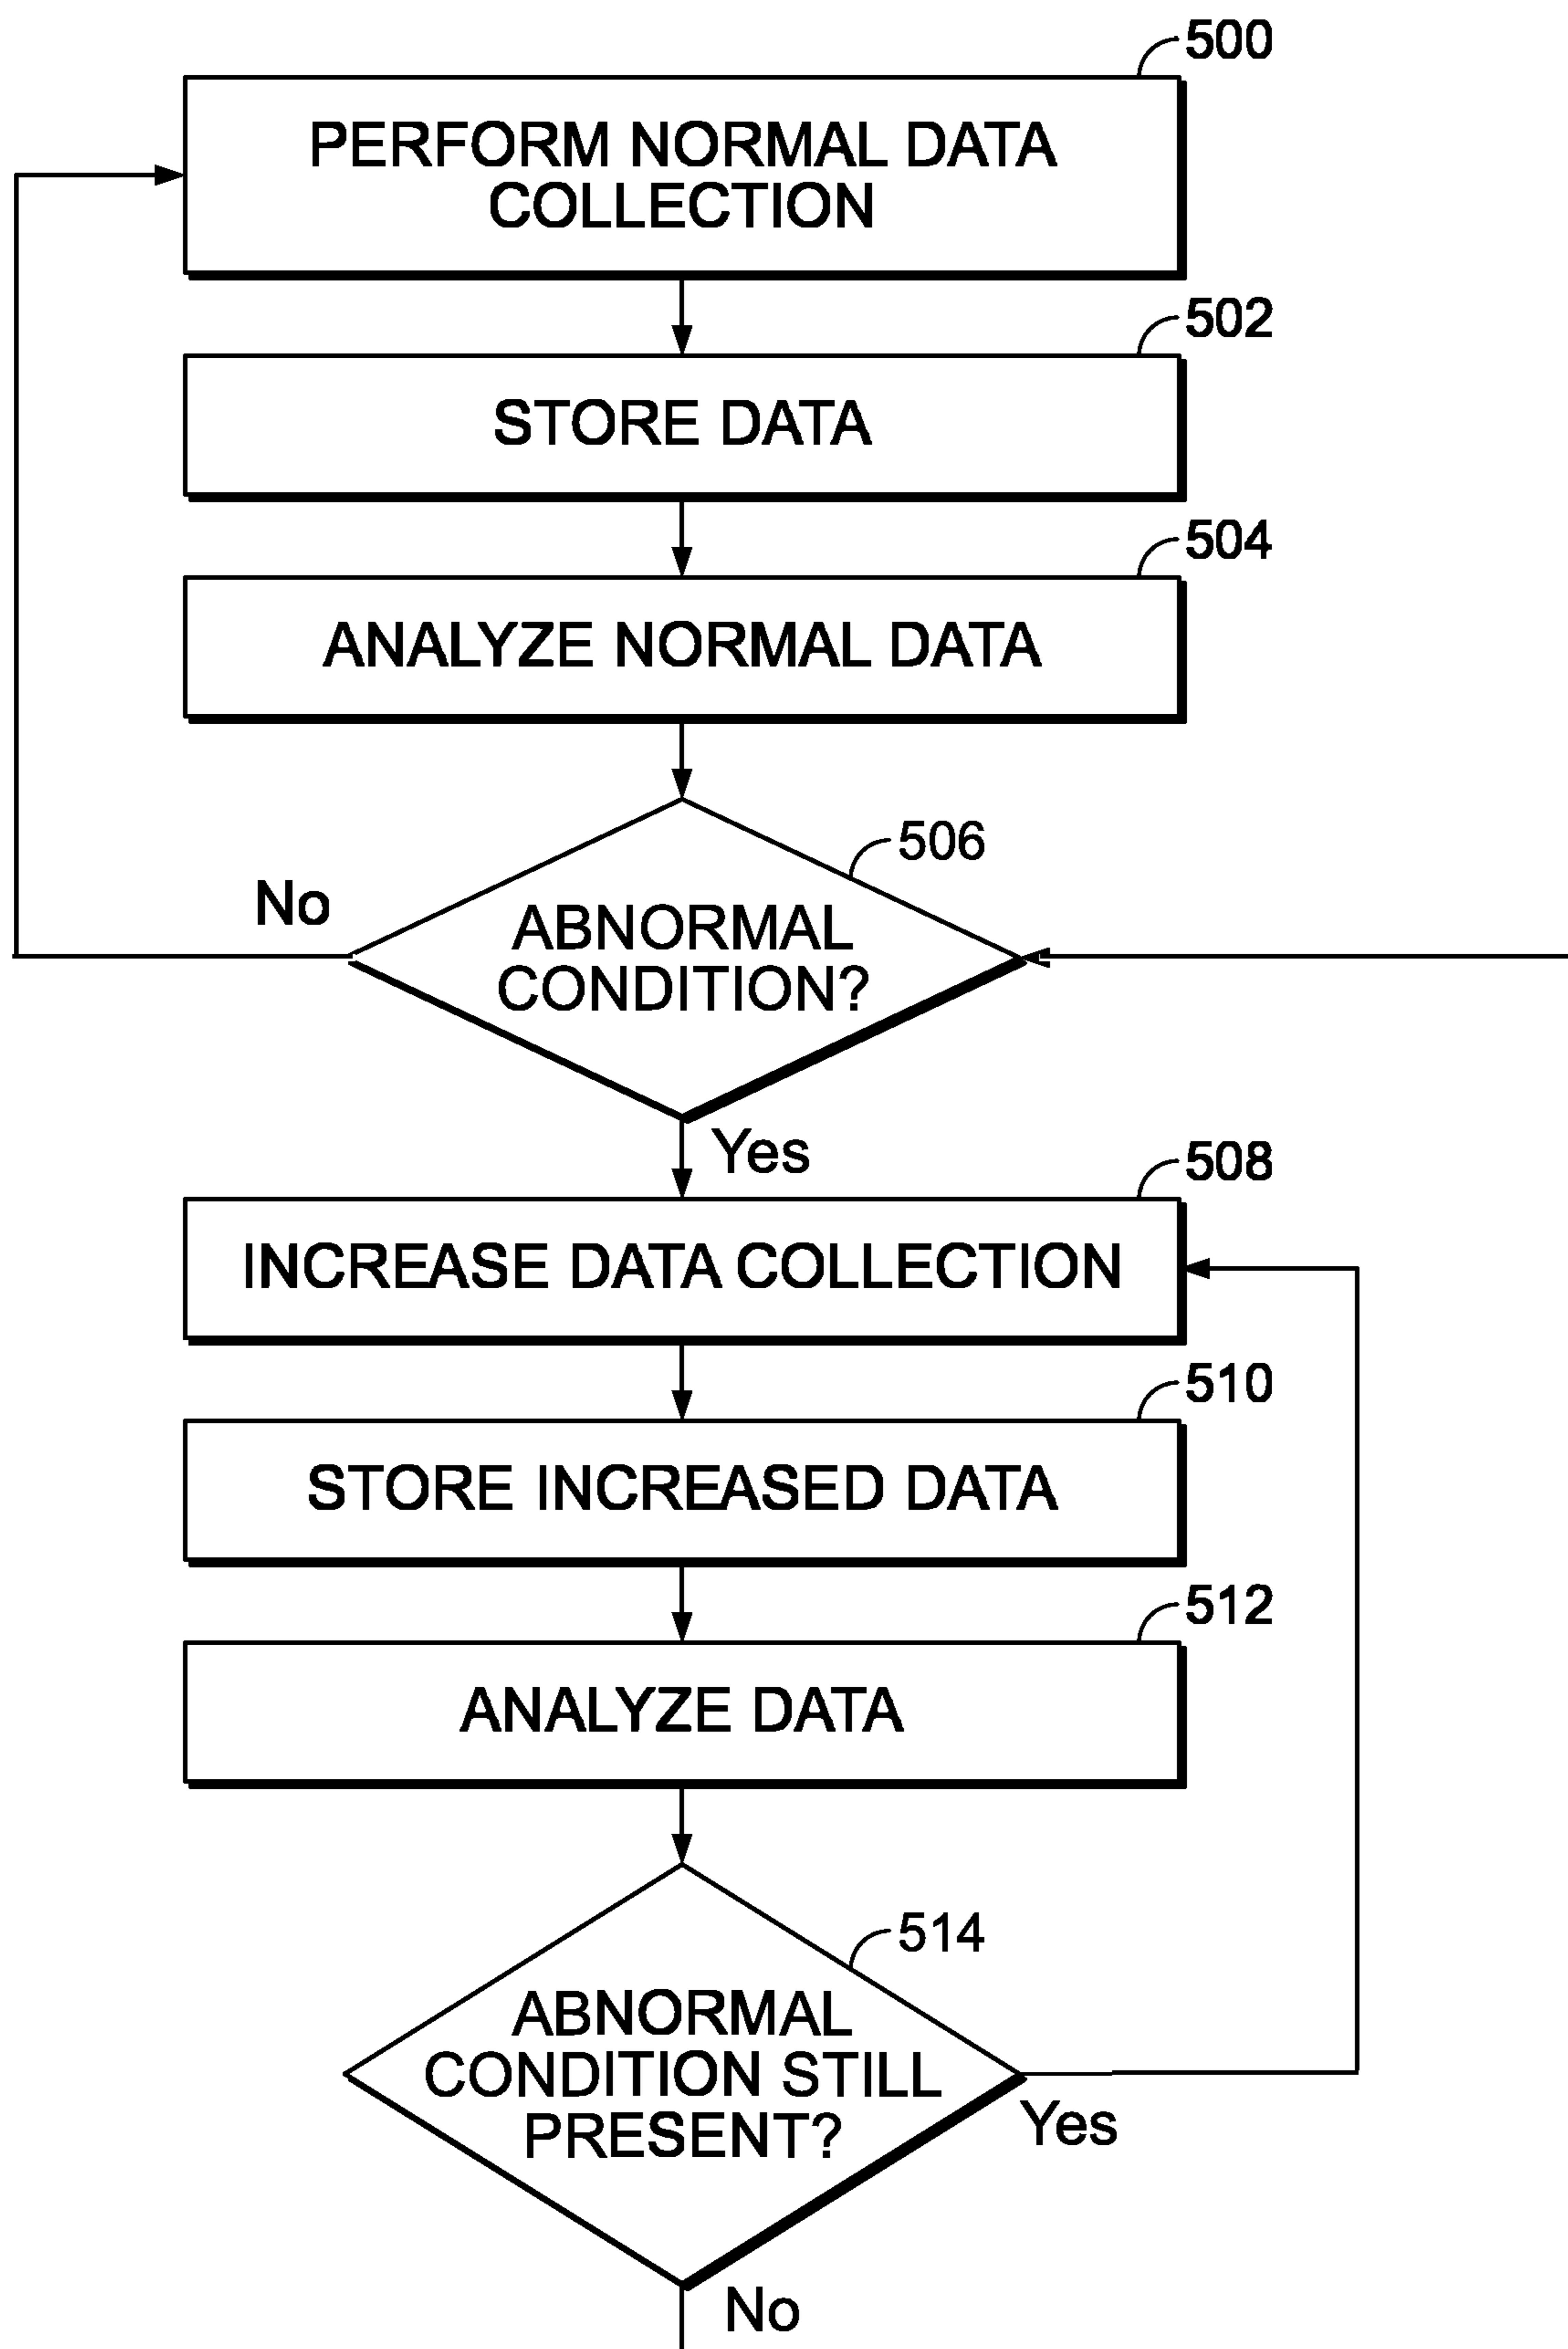 500
PERFORM NORMAL DATA
COLLECTION
502
STORE DATA
504
ANALYZE NORMAL DATA
506
No
ABNORMAL
CONDITION?
Yes
508
INCREASE DATA COLLECTION
510
STORE INCREASED DATA
512
ANALYZE DATA
514
ABNORMAL
CONDITION STILL
PRESENT?
Yes
No